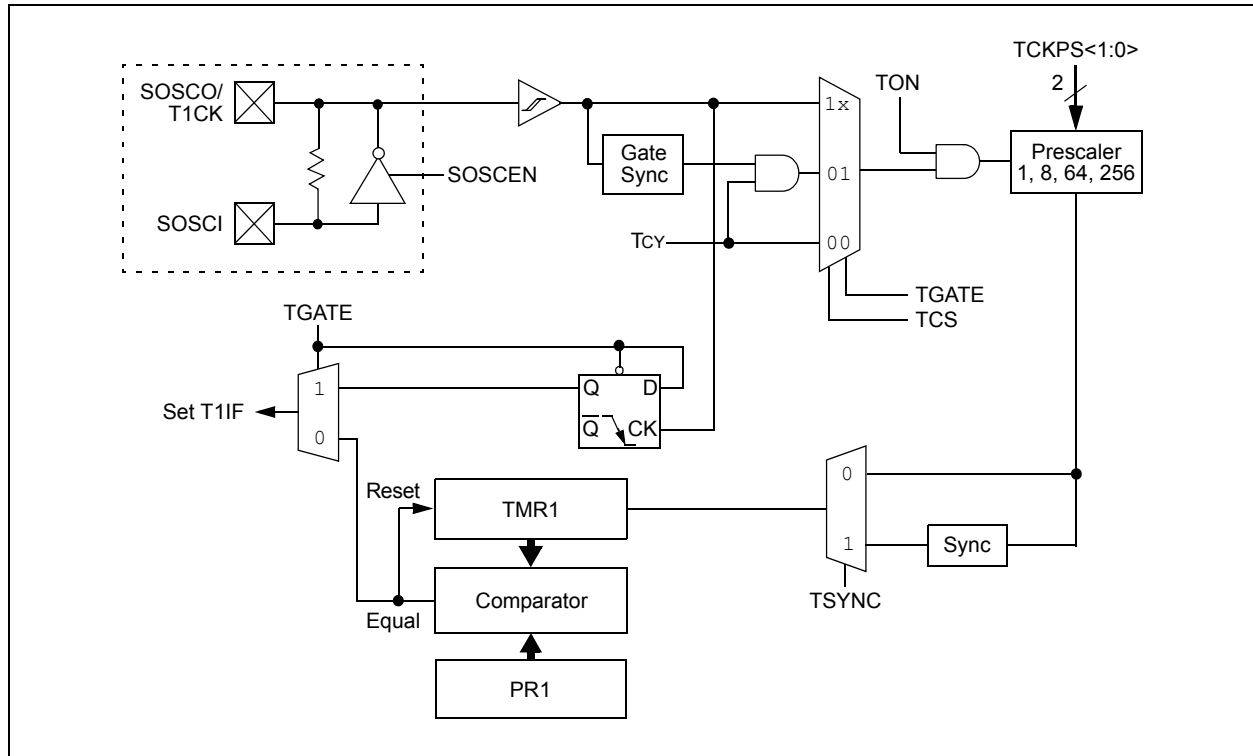 SOSCO/
T1CK
SOSCI
SOSCEN
Gate
Sync
TCY
1x
01
00
TGATE
TCS
TON
TCKPS<1:0>
2
Prescaler
1, 8, 64, 256
TGATE
1
0
Set T1IF
Q
D
Q
CK
Reset
TMR1
Equal
Comparator
PR1
0
1
Sync
TSYNC